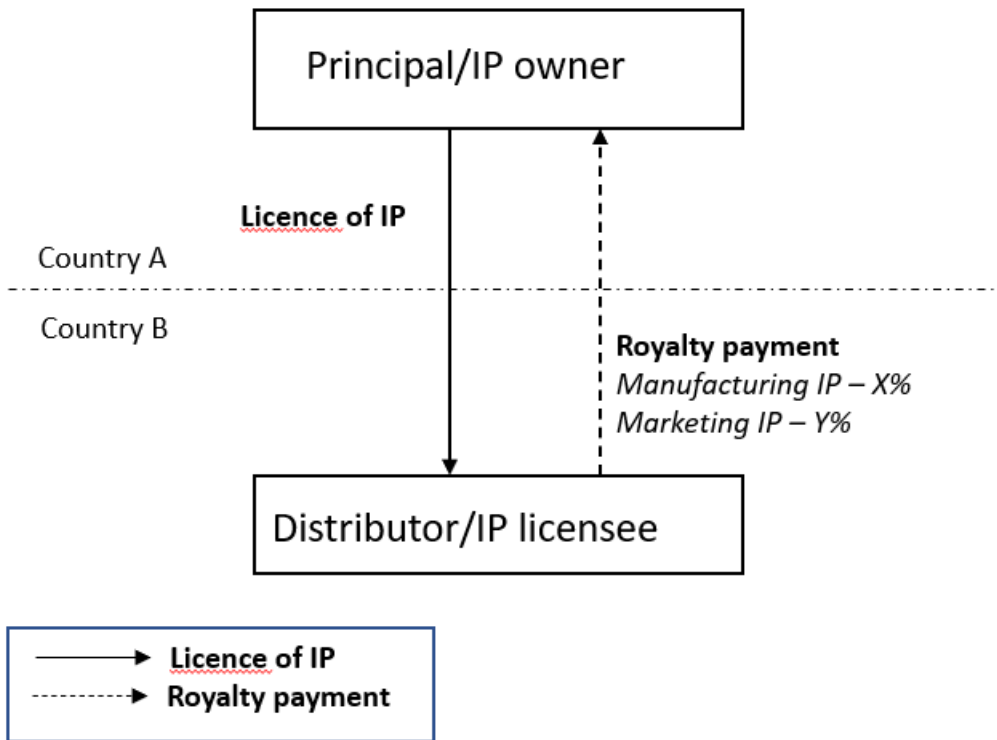 Principal/IP owner
Licence of IP
Country A
Country B
Royalty payment
Manufacturing IP – X%
Marketing IP – Y%
Distributor/IP licensee
Licence of IP
Royalty payment